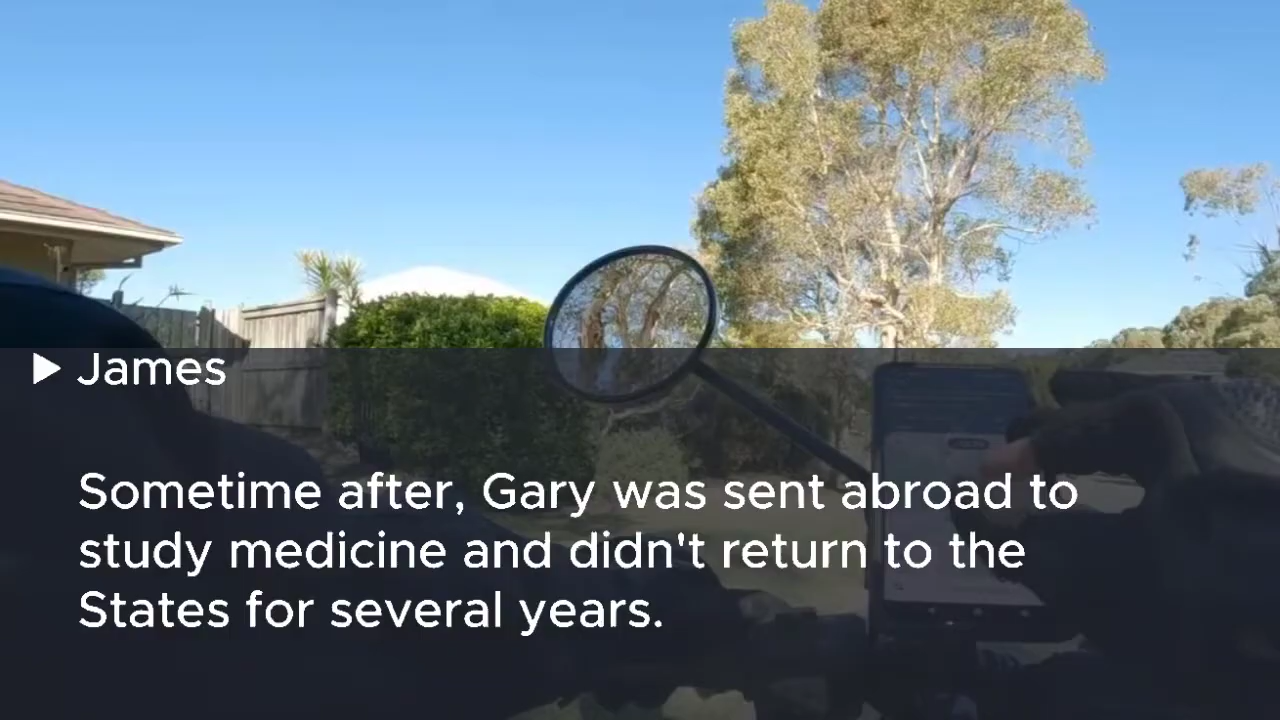 James
Sometime after, Gary was sent abroad to
study medicine and didn't return to the
States for several years.